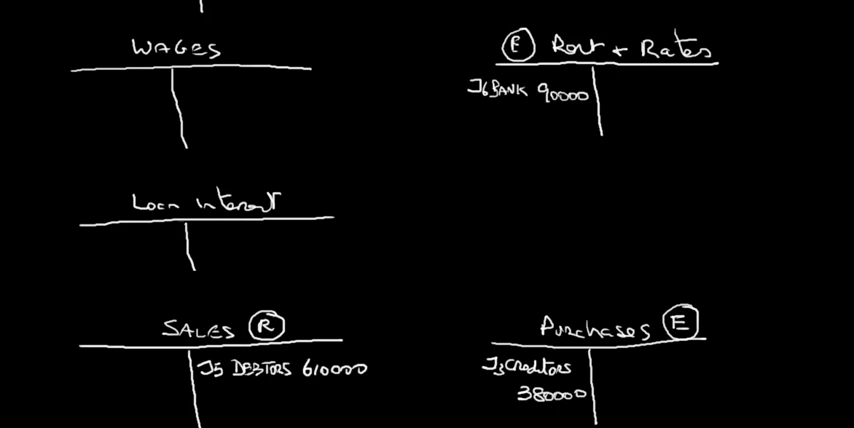 WAGES
E Rent + Rates
J6 BANK 90000
Loan Interest
SALES R
Purchases E
J5 DEBTORS 610000
J3 Creditors
380000